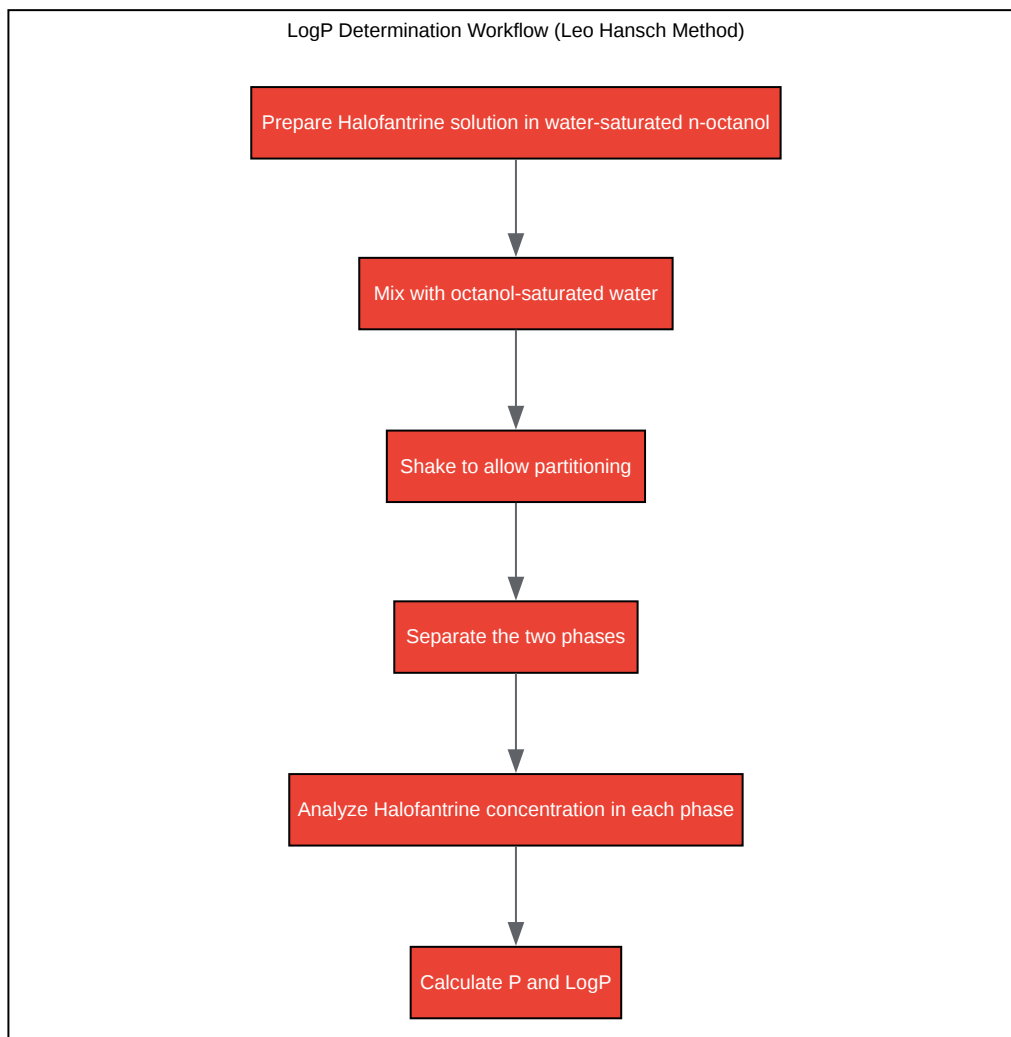 LogP Determination Workflow (Leo Hansch Method)
Prepare Halofantrine solution in water-saturated n-octanol
Mix with octanol-saturated water
Shake to allow partitioning
Separate the two phases
Analyze Halofantrine concentration in each phase
Calculate P and LogP